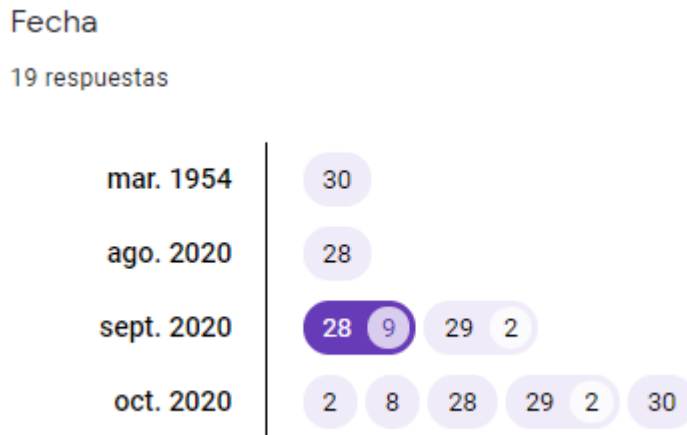 Fecha
19 respuestas
mar. 1954 30
ago. 2020 28
sept. 2020 28 9 29 2
oct. 2020 2 8 28 29 2 30